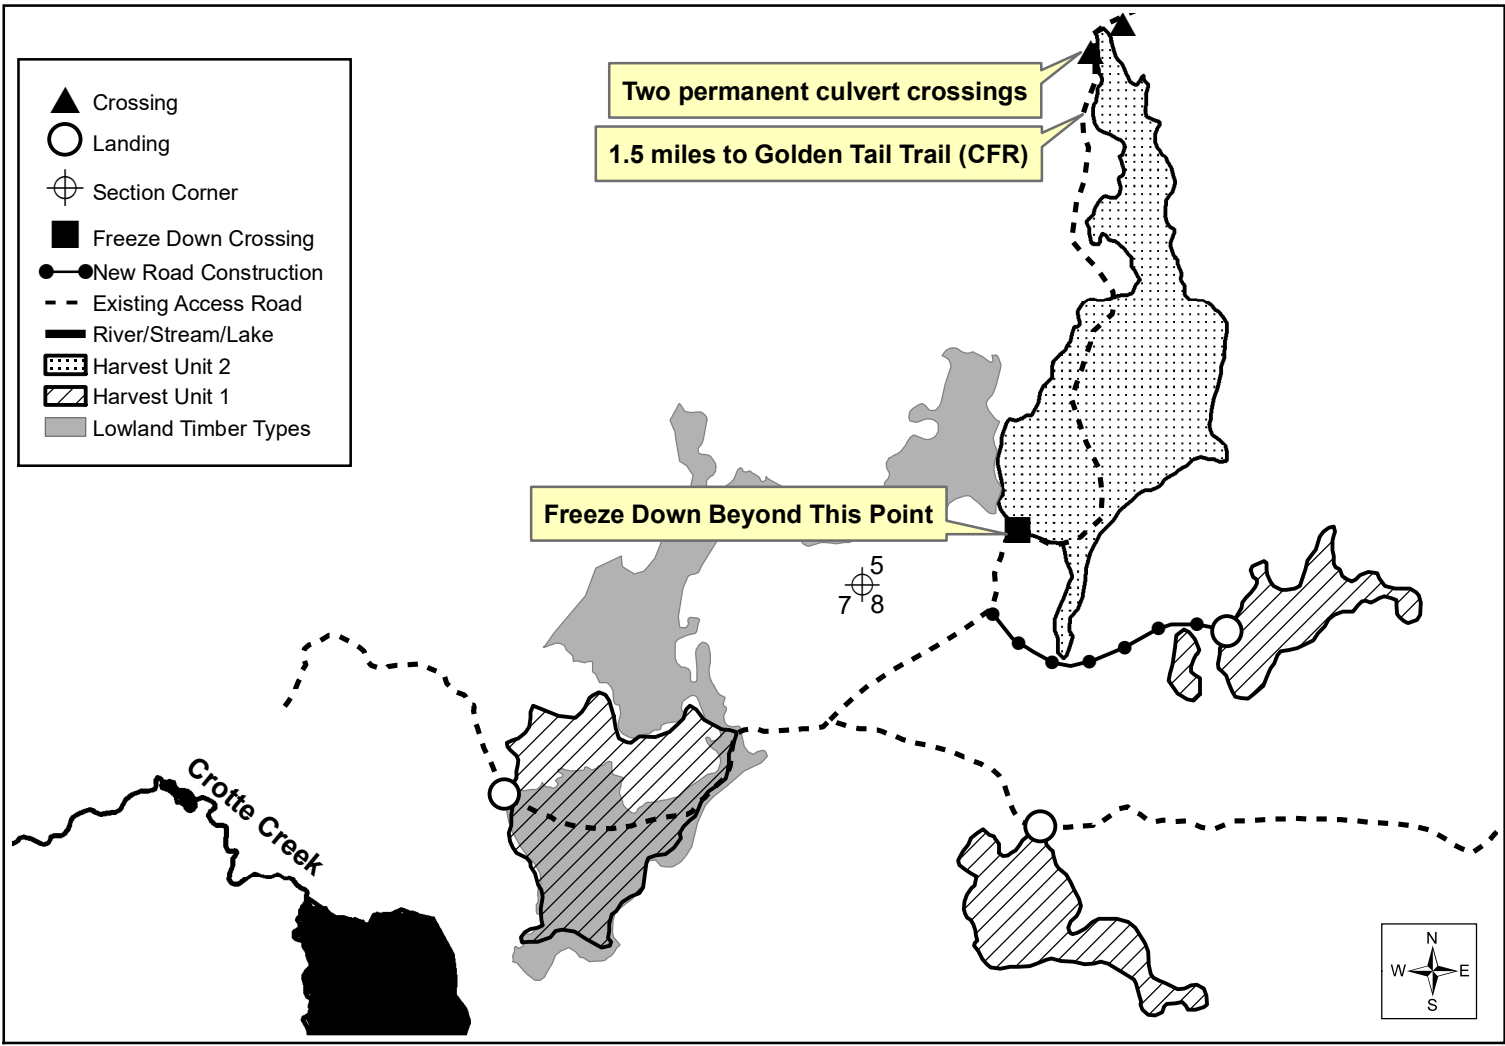 Two permanent culvert crossings
1.5 miles to Golden Tail Trail (CFR)
Crossing
Landing
Section Corner
Freeze Down Crossing
New Road Construction
Existing Access Road
River/Stream/Lake
Harvest Unit 2
Harvest Unit 1
Lowland Timber Types
Freeze Down Beyond This Point
5
7 8
Crotte Creek
N
W E
S